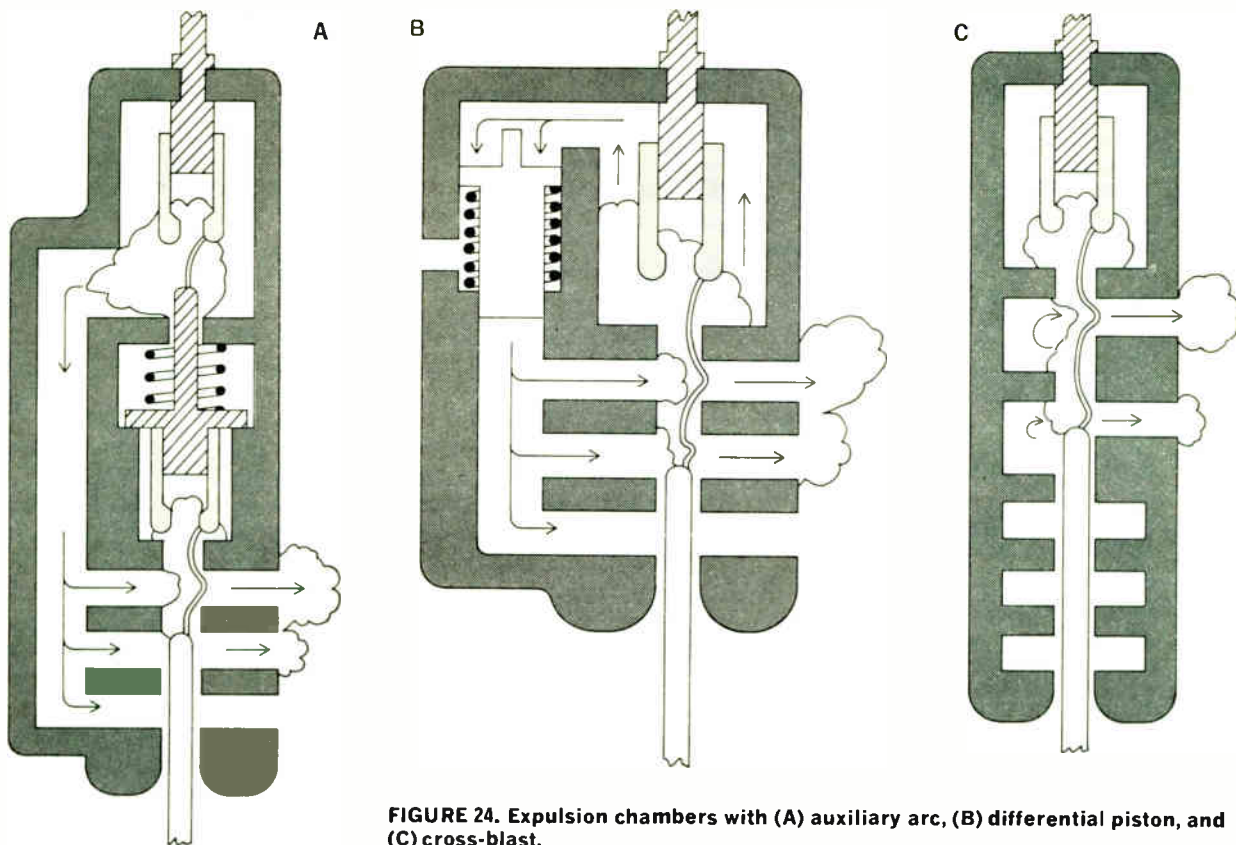 A
B
C
FIGURE 24. Expulsion chambers with (A) auxiliary arc, (B) differential piston, and
(C) cross-blast.